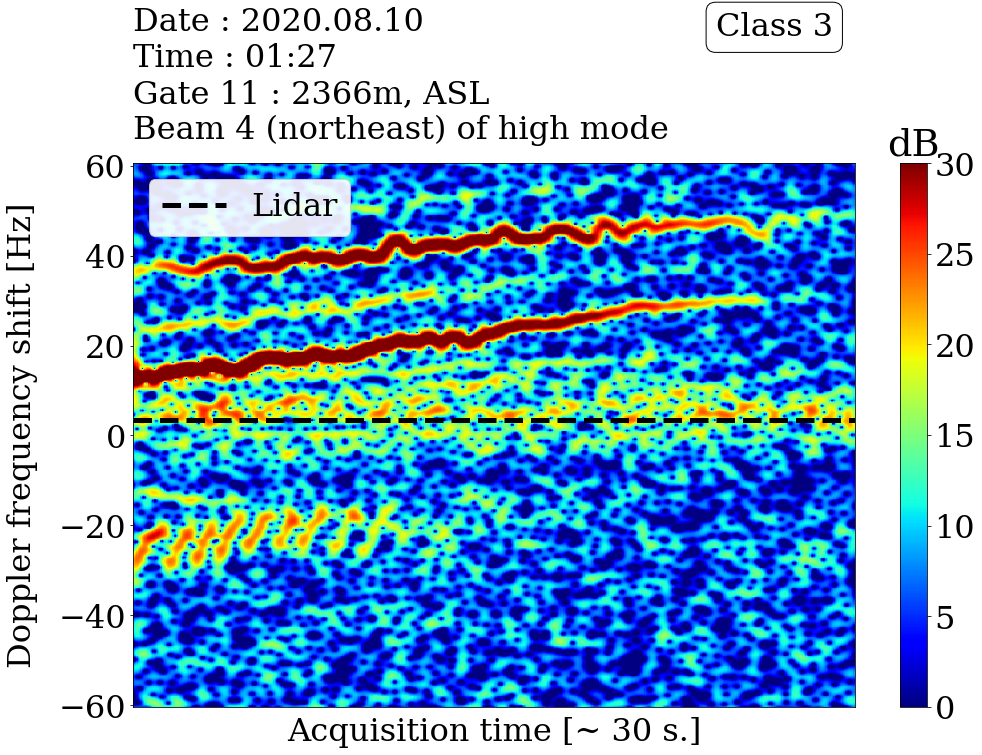 Date : 2020.08.10
Time : 01:27
Gate 11 : 2366m, ASL
Beam 4 (northeast) of high mode
Class 3
dB
Lidar
Doppler frequency shift [Hz]
60
40
20
0
−20
−40
−60
30
25
20
15
10
5
0
Acquisition time [~ 30 s.]